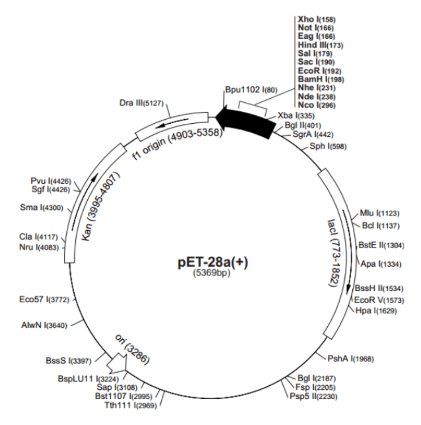 Xho I(158)
Not I(166)
Eag I(166)
Hind III(173)
Sal I(179)
Sac I(190)
EcoR I(192)
BamH I(198)
Nhe I(231)
Nde I(238)
Nco I(296)
Bpu1102 I(80)
Xba I(335)
Bgl II(401)
SgrA I(442)
Sph I(598)
Dra III(5127)
f1 origin (4903-5358)
Pvu I(4426)
Sgf I(4426)
Sma I(4300)
Kan (3995-4807)
Cla I(4117)
Nru I(4083)
lacI (773-1852)
Mlu I(1123)
Bcl I(1137)
BstE II(1304)
Apa I(1334)
pET-28a(+)
(5369bp)
BssH II(1534)
EcoR V(1573)
Hpa I(1629)
Eco57 I(3772)
AlwN I(3640)
ori (3286)
BssS I(3397)
BspLU11 I(3224)
Sap I(3108)
Bst1107 I(2995)
Tth111 I(2969)
PshA I(1968)
Bgl I(2187)
Fsp I(2205)
Psp5 II(2230)